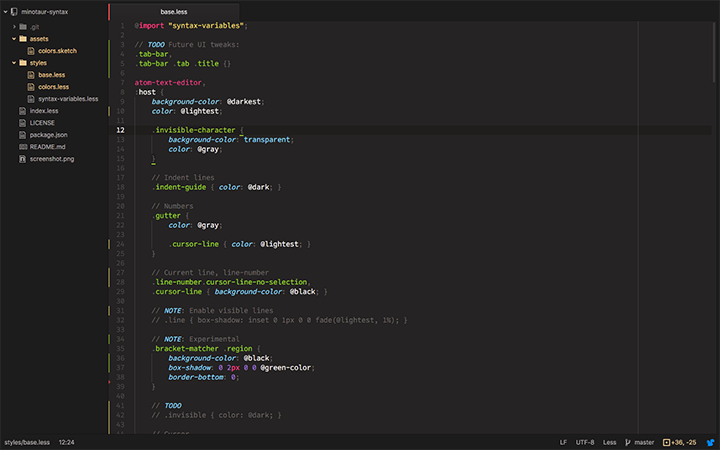 minotaur-syntax
.git
assets
colors.sketch
styles
base.less
colors.less
syntax-variables.less
index.less
LICENSE
package.json
README.md
screenshot.png
base.less
1 @import "syntax-variables";
2
3 // TODO Future UI tweaks:
4 .tab-bar,
5 .tab-bar .tab .title {}
6
7 atom-text-editor,
8 :host {
9 background-color: @darkest;
10 color: @lightest;
11
12 .invisible-character {
13 background-color: transparent;
14 color: @gray;
15 }
16
17 // Indent lines
18 .indent-guide { color: @dark; }
19
20 // Numbers
21 .gutter {
22 color: @gray;
23
24 .cursor-line { color: @lightest; }
25 }
26
27 // Current line, line-number
28 .line-number.cursor-line-no-selection,
29 .cursor-line { background-color: @black; }
30
31 // NOTE: Enable visible lines
32 // .line { box-shadow: inset 0 1px 0 0 fade(@lightest, 1%); }
33
34 // NOTE: Experimental
35 .bracket-matcher .region {
36 background-color: @black;
37 box-shadow: 0 2px 0 0 @green-color;
38 border-bottom: 0;
39 }
40
41 // TODO
42 // .invisible { color: @dark; }
43
styles/base.less 12:24 LF UTF-8 Less master +36, -25